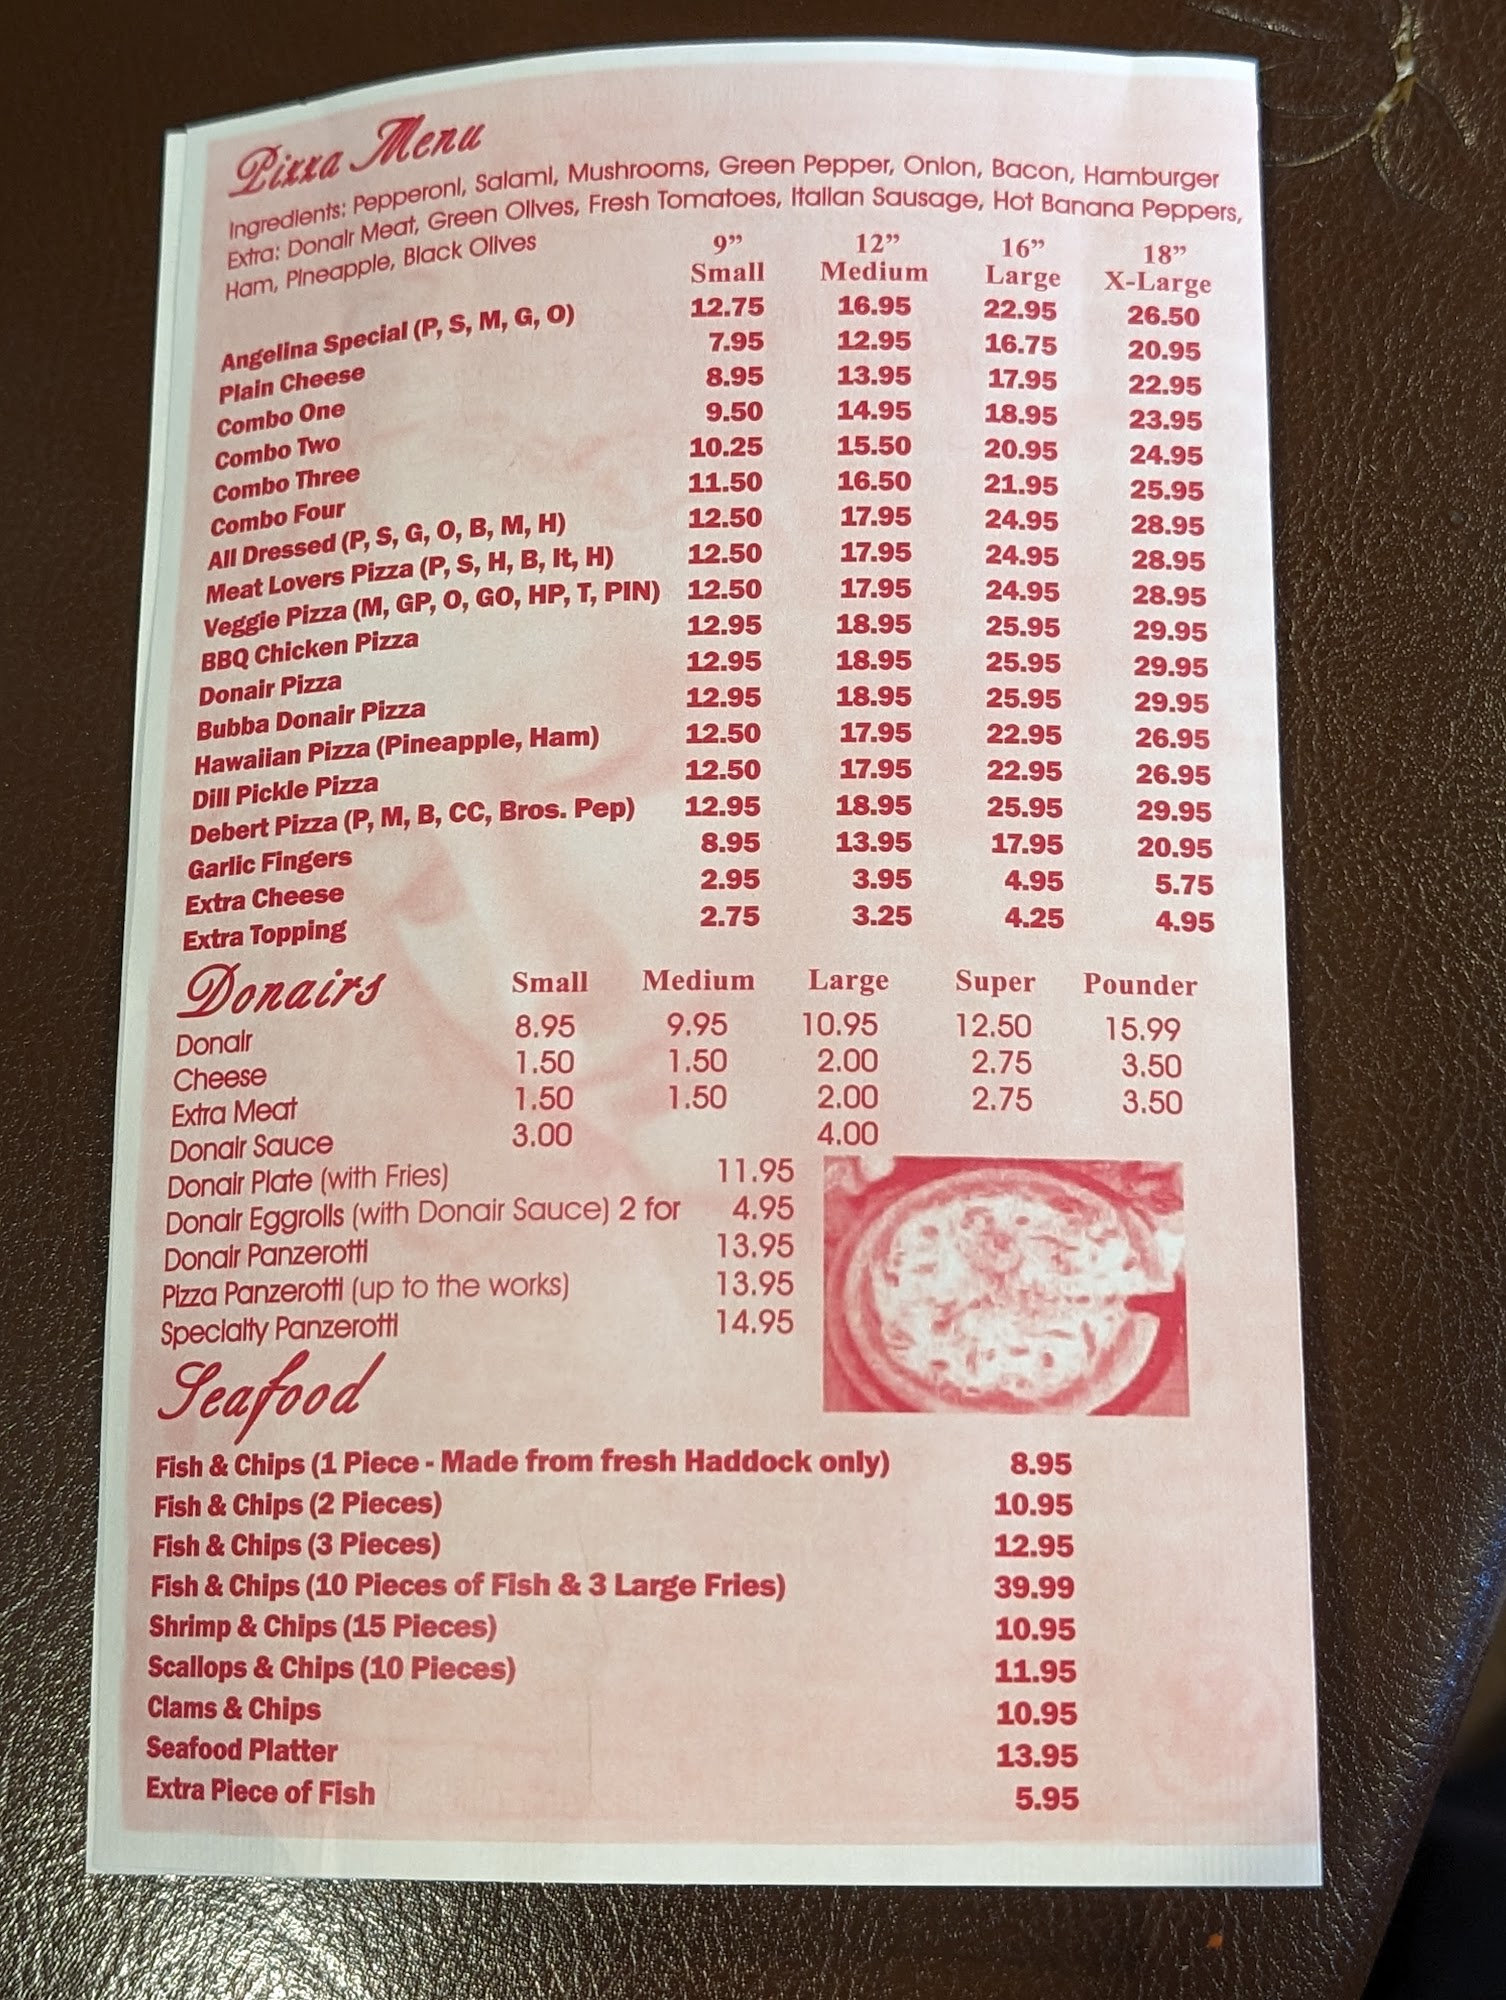 Pizza Menu
Ingredients: Pepperoni, Salami, Mushrooms, Green Pepper, Onion, Bacon, Hamburger
Extra: Donair Meat, Green Olives, Fresh Tomatoes, Italian Sausage, Hot Banana Peppers,
Ham, Pineapple, Black Olives
9” 12” 16” 18”
Small Medium Large X-Large
Angelina Special (P, S, M, G, O) 12.75 16.95 22.95 26.50
Plain Cheese 7.95 12.95 16.75 20.95
Combo One 8.95 13.95 17.95 22.95
Combo Two 9.50 14.95 18.95 23.95
Combo Three 10.25 15.50 20.95 24.95
Combo Four 11.50 16.50 21.95 25.95
All Dressed (P, S, G, O, B, M, H) 12.50 17.95 24.95 28.95
Meat Lovers Pizza (P, S, H, B, It, H) 12.50 17.95 24.95 28.95
Veggie Pizza (M, GP, O, GO, HP, T, PIN) 12.50 17.95 24.95 28.95
BBQ Chicken Pizza 12.95 18.95 25.95 29.95
Donair Pizza 12.95 18.95 25.95 29.95
Bubba Donair Pizza 12.95 18.95 25.95 29.95
Hawaiian Pizza (Pineapple, Ham) 12.50 17.95 22.95 26.95
Dill Pickle Pizza 12.50 17.95 22.95 26.95
Debert Pizza (P, M, B, CC, Bros. Pep) 12.95 18.95 25.95 29.95
Garlic Fingers 8.95 13.95 17.95 20.95
Extra Cheese 2.95 3.95 4.95 5.75
Extra Topping 2.75 3.25 4.25 4.95
Donairs Small Medium Large Super Pounder
Donair 8.95 9.95 10.95 12.50 15.99
Cheese 1.50 1.50 2.00 2.75 3.50
Extra Meat 1.50 1.50 2.00 2.75 3.50
Donair Sauce 3.00 4.00
Donair Plate (with Fries) 11.95
Donair Eggrolls (with Donair Sauce) 2 for 4.95
Donair Panzerotti 13.95
Pizza Panzerotti (up to the works) 13.95
Specialty Panzerotti 14.95
Seafood
Fish & Chips (1 Piece - Made from fresh Haddock only) 8.95
Fish & Chips (2 Pieces) 10.95
Fish & Chips (3 Pieces) 12.95
Fish & Chips (10 Pieces of Fish & 3 Large Fries) 39.99
Shrimp & Chips (15 Pieces) 10.95
Scallops & Chips (10 Pieces) 11.95
Clams & Chips 10.95
Seafood Platter 13.95
Extra Piece of Fish 5.95